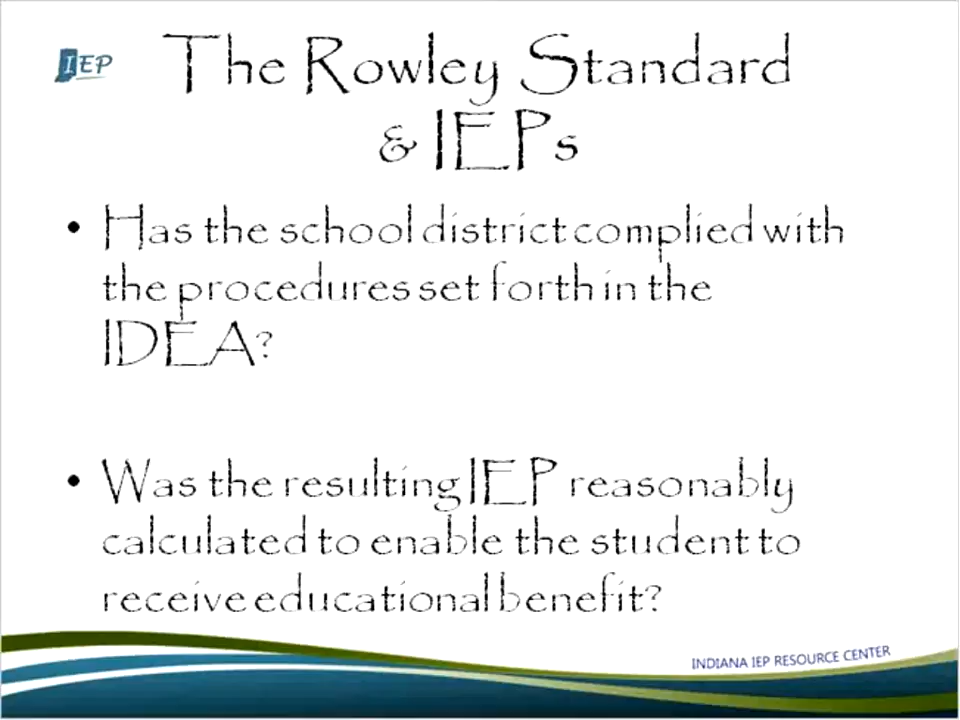 IEP
The Rowley Standard
& IEPs
• Has the school district complied with
the procedures set forth in the
IDEA?
• Was the resulting IEP reasonably
calculated to enable the student to
receive educational benefit?
INDIANA IEP RESOURCE CENTER